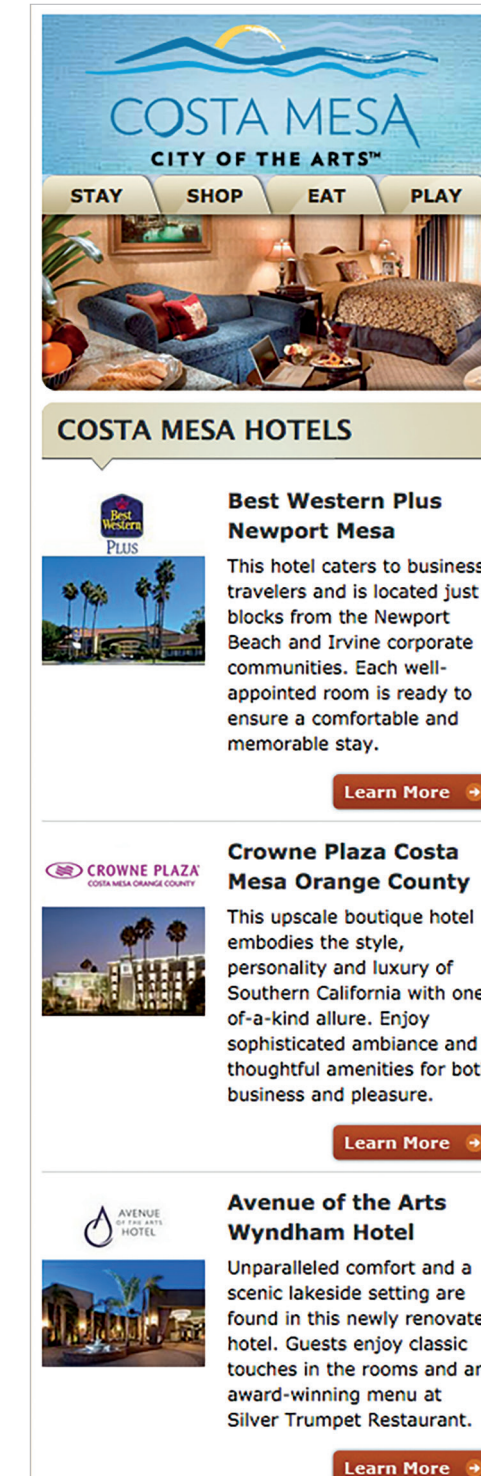 COSTA MESA
CITY OF THE ARTS™
STAY SHOP EAT PLAY
COSTA MESA HOTELS
Best
Western
PLUS
Best Western Plus
Newport Mesa
This hotel caters to business
travelers and is located just
blocks from the Newport
Beach and Irvine corporate
communities. Each well-
appointed room is ready to
ensure a comfortable and
memorable stay.
Learn More
CROWNE PLAZA
COSTA MESA ORANGE COUNTY
Crowne Plaza Costa
Mesa Orange County
This upscale boutique hotel
embodies the style,
personality and luxury of
Southern California with one
of-a-kind allure. Enjoy
sophisticated ambiance and
thoughtful amenities for bot
business and pleasure.
Learn More
AVENUE
OF THE ARTS
HOTEL
Avenue of the Arts
Wyndham Hotel
Unparalleled comfort and a
scenic lakeside setting are
found in this newly renovate
hotel. Guests enjoy classic
touches in the rooms and an
award-winning menu at
Silver Trumpet Restaurant.
Learn More